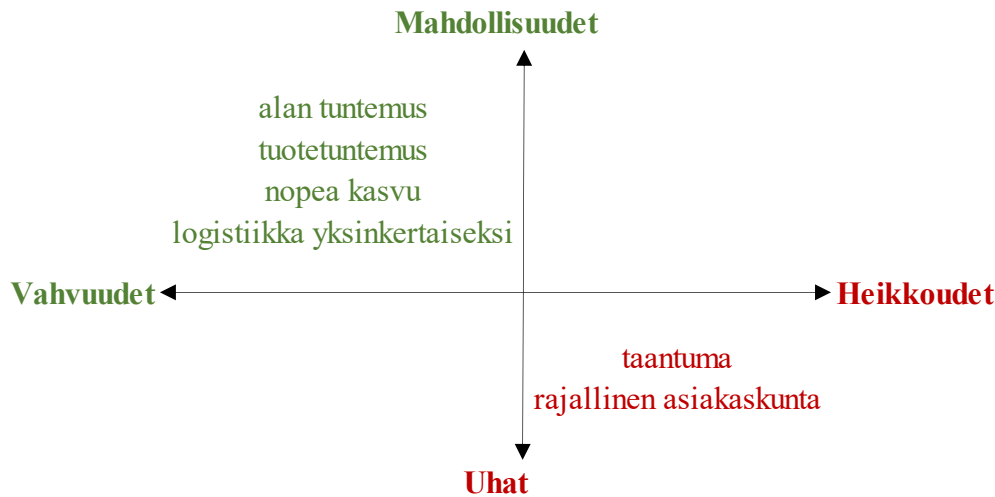 Mahdollisuudet
alan tuntemus
tuotetuntemus
nopea kasvu
logistiikka yksinkertaiseksi
Vahvuudet
Heikkoudet
taantuma
rajallinen asiakaskunta
Uhat